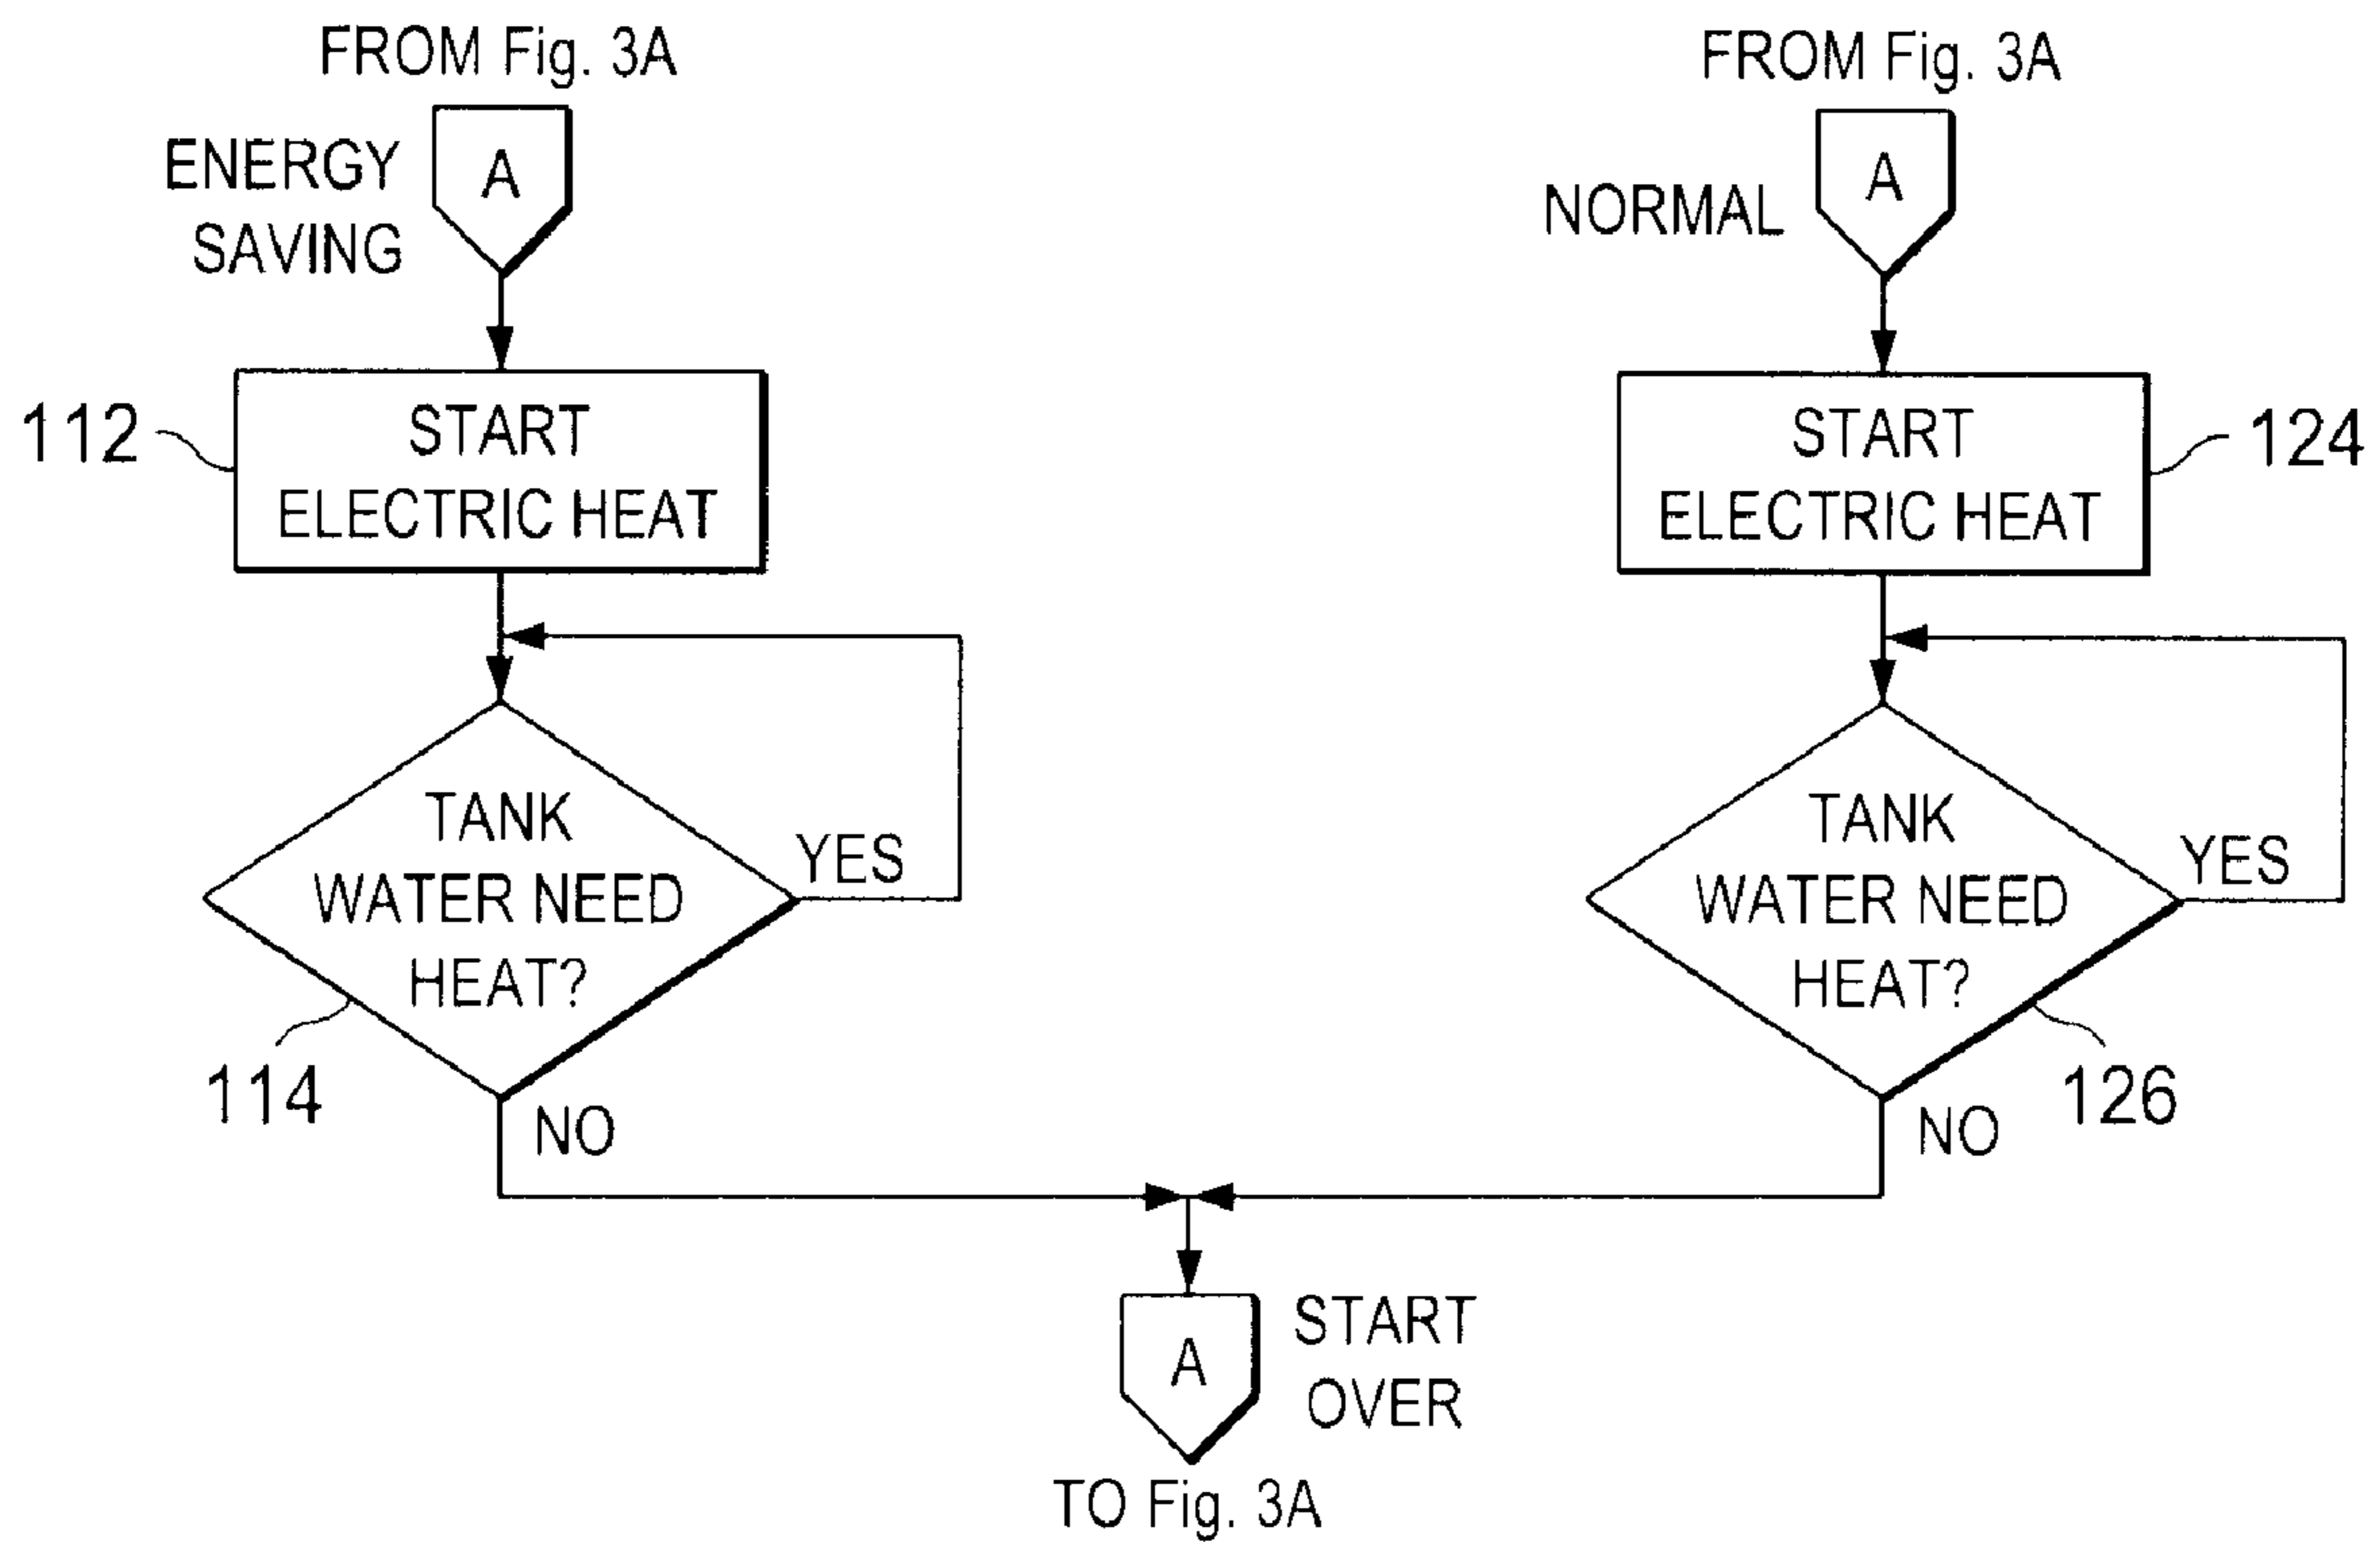 FROM Fig. 3A
A
ENERGY
SAVING
112
START
ELECTRIC HEAT
TANK
WATER NEED
HEAT?
YES
114
NO
FROM Fig. 3A
A
NORMAL
START
ELECTRIC HEAT
124
TANK
WATER NEED
HEAT?
YES
126
NO
A
START
OVER
TO Fig. 3A